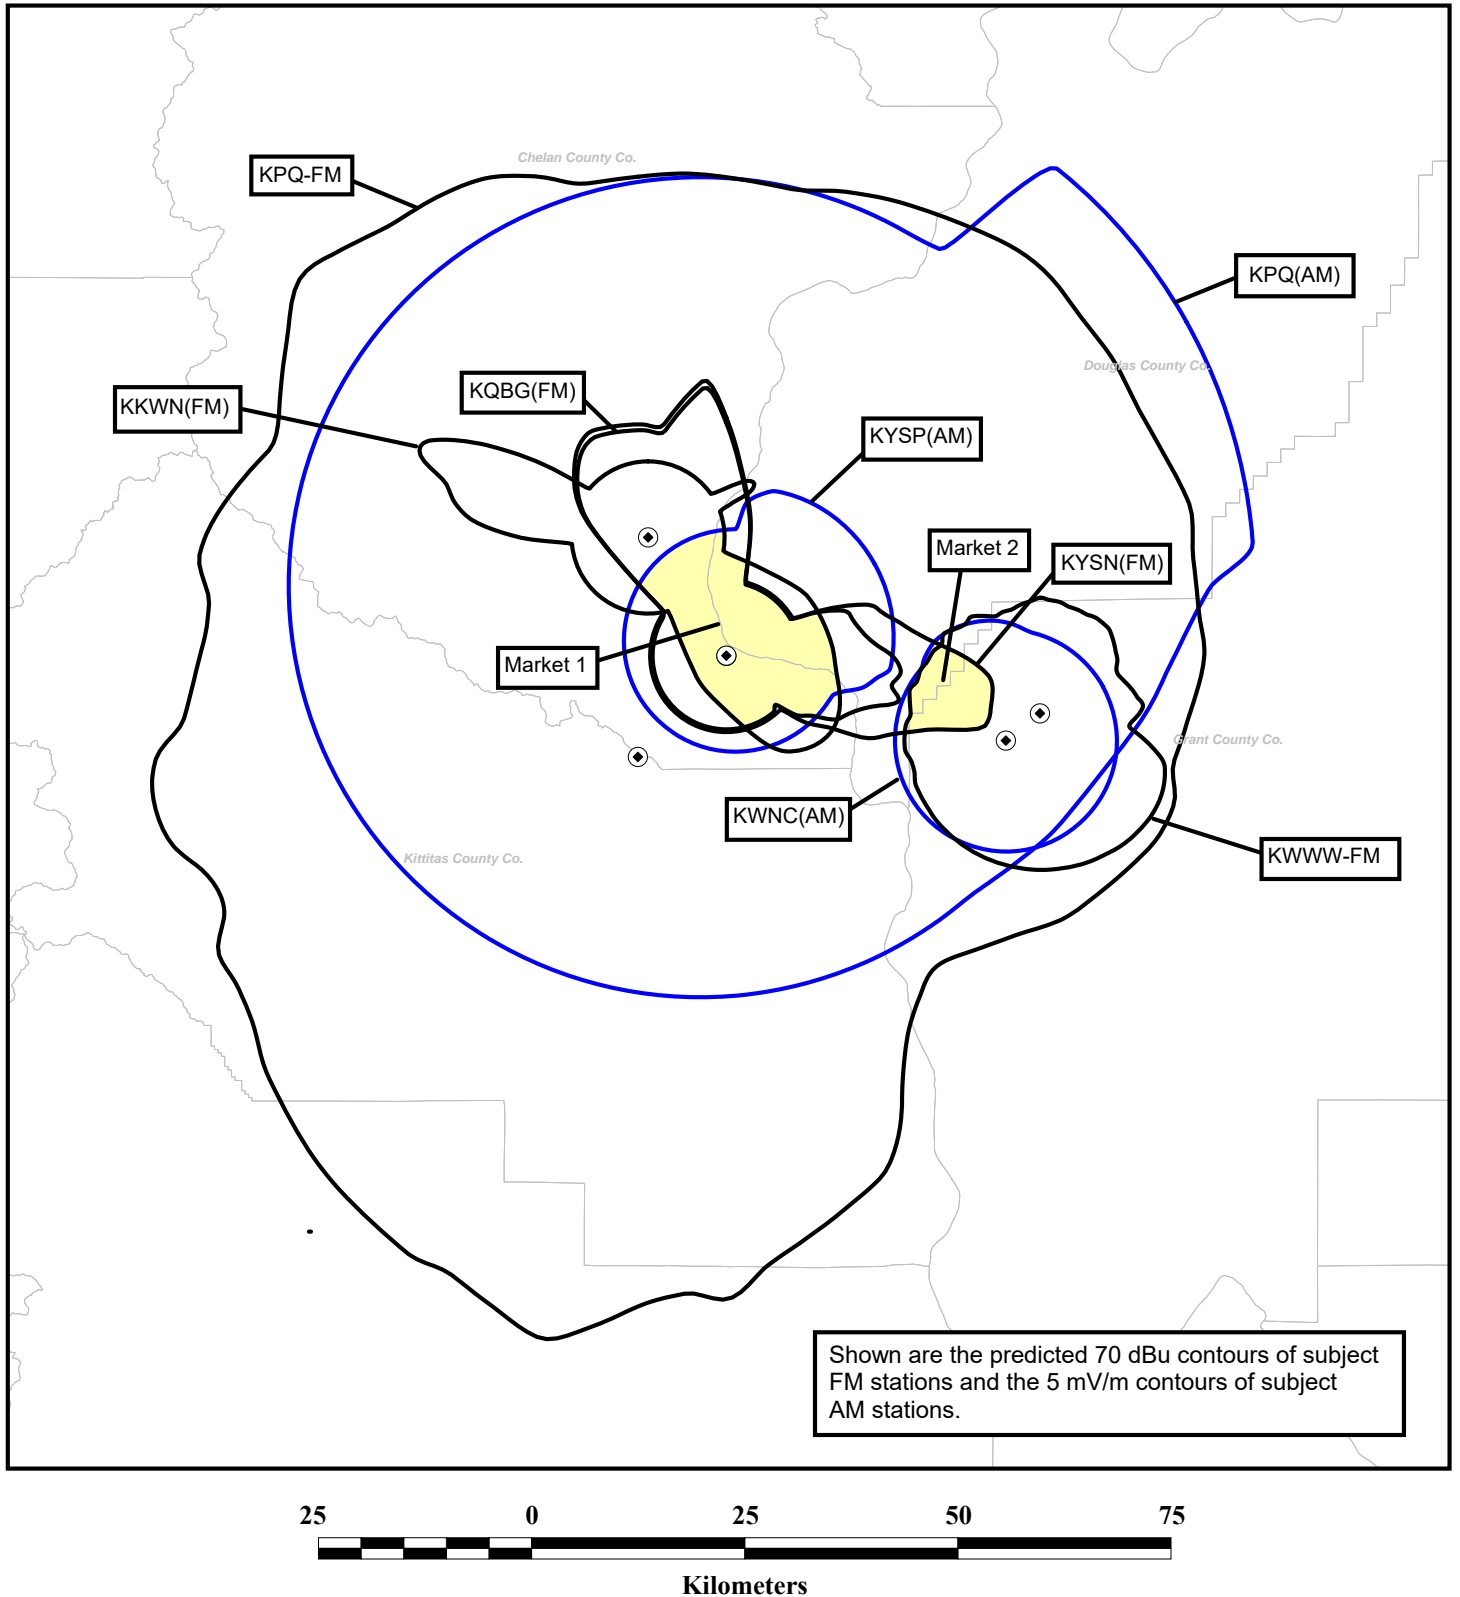 Chelan County Co.
KPQ-FM
KPQ(AM)
Douglas County Co.
KQBG(FM)
KKWN(FM)
KYSP(AM)
Market 2
KYSN(FM)
Market 1
Grant County Co.
KWNC(AM)
KWWW-FM
Kittitas County Co.
Shown are the predicted 70 dBu contours of subject
FM stations and the 5 mV/m contours of subject
AM stations.
25 0 25 50 75
Kilometers